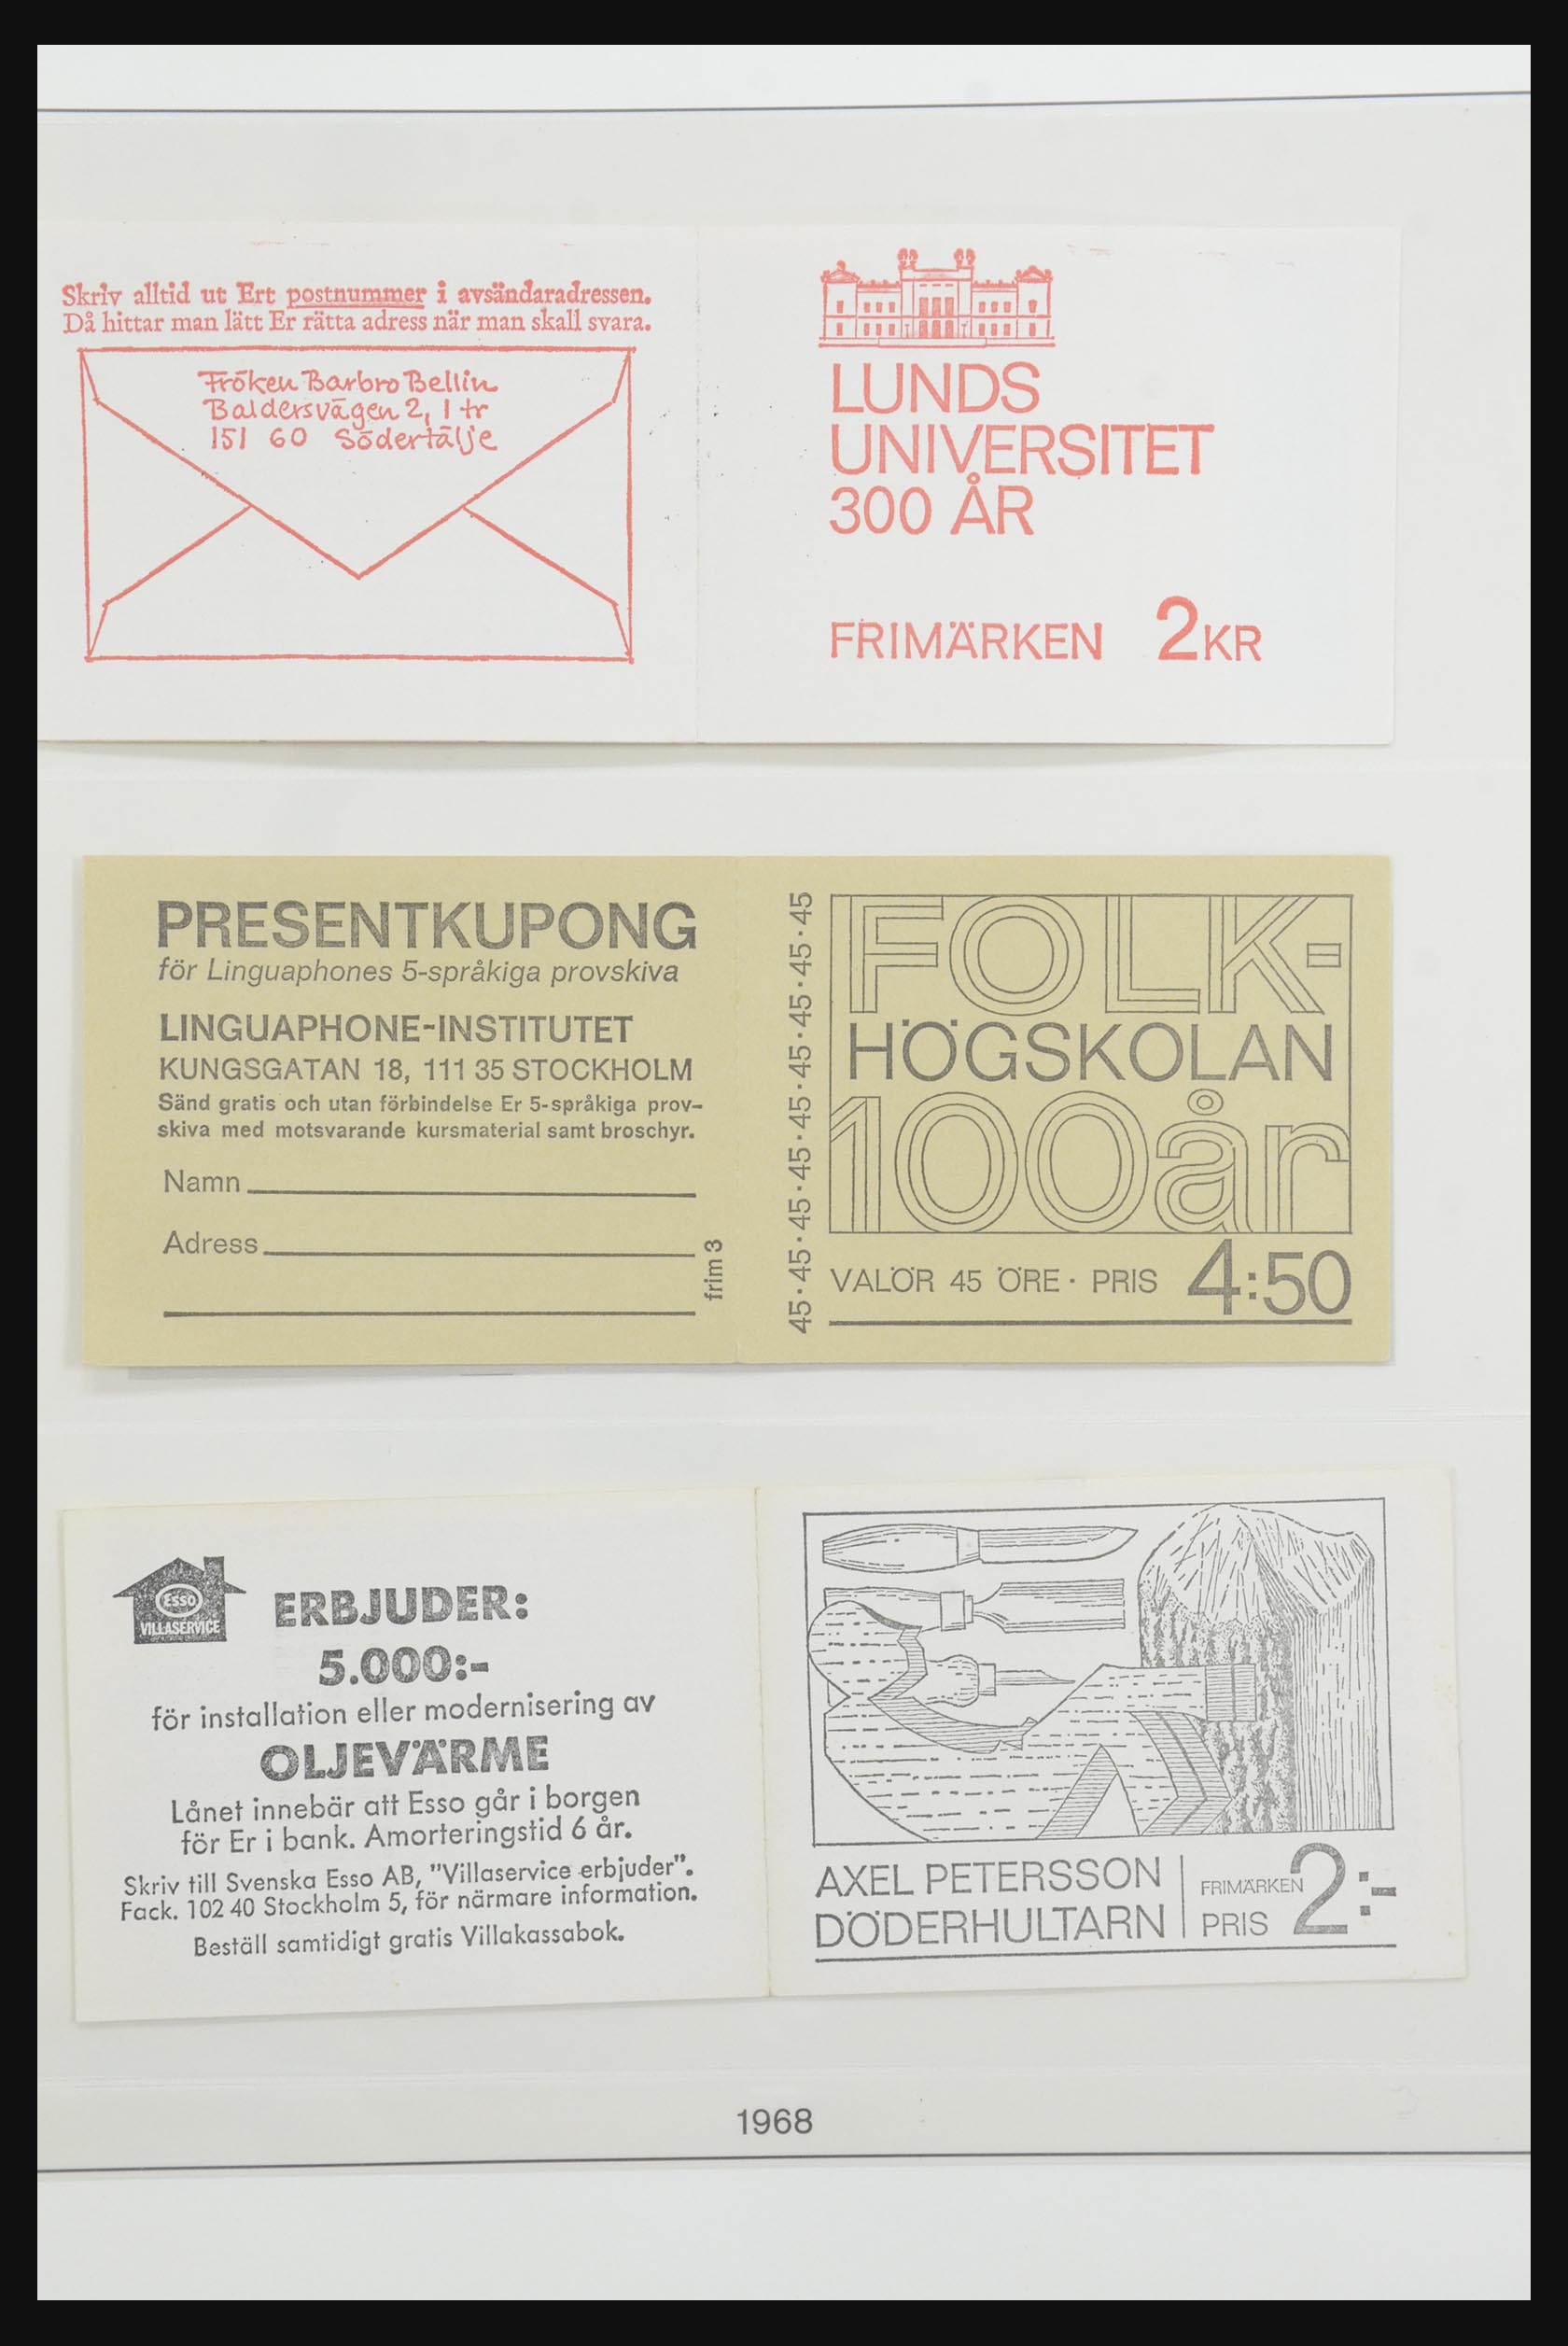 Skriv alltid ut Ert postnummer i avsändaradressen.
Då hittar man lätt Er rätta adress när man skall svara.
Fröken Barbro Bellin
Baldersvägen 2, 1 tr
151 60 Södertälje
LUNDS
UNIVERSITET
300 ÅR
FRIMÄRKEN 2 KR
PRESENTKUPONG
för Linguaphones 5-språkiga provskiva
LINGUAPHONE-INSTITUTET
KUNGSGATAN 18, 111 35 STOCKHOLM
Sänd gratis och utan förbindelse Er 5-språkiga prov-
skiva med motsvarande kursmaterial samt broschyr.
Namn
Adress
frim 3
45·45·45·45·45·45·45·45·45
FOLK-
HÖGSKOLAN
100 år
VALÖR 45 ÖRE · PRIS 4:50
ESSO
VILLASERVICE
ERBJUDER:
5.000:-
för installation eller modernisering av
OLJEVÄRME
Lånet innebär att Esso går i borgen
för Er i bank. Amorteringstid 6 år.
Skriv till Svenska Esso AB, "Villaservice erbjuder".
Fack. 102 40 Stockholm 5, för närmare information.
Beställ samtidigt gratis Villakassabok.
AXEL PETERSSON
DÖDERHULTARN
FRIMÄRKEN
PRIS 2:-
1968